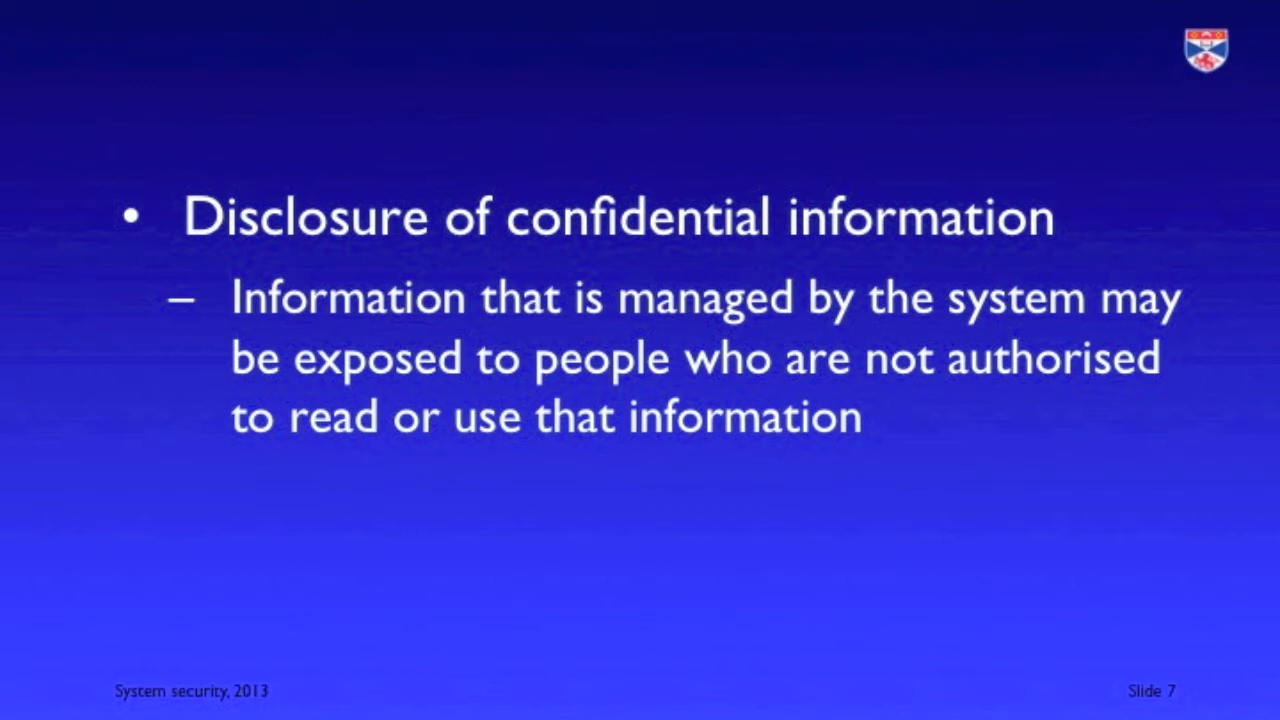 • Disclosure of confidential information
– Information that is managed by the system may
be exposed to people who are not authorised
to read or use that information
System security, 2013
Slide 7